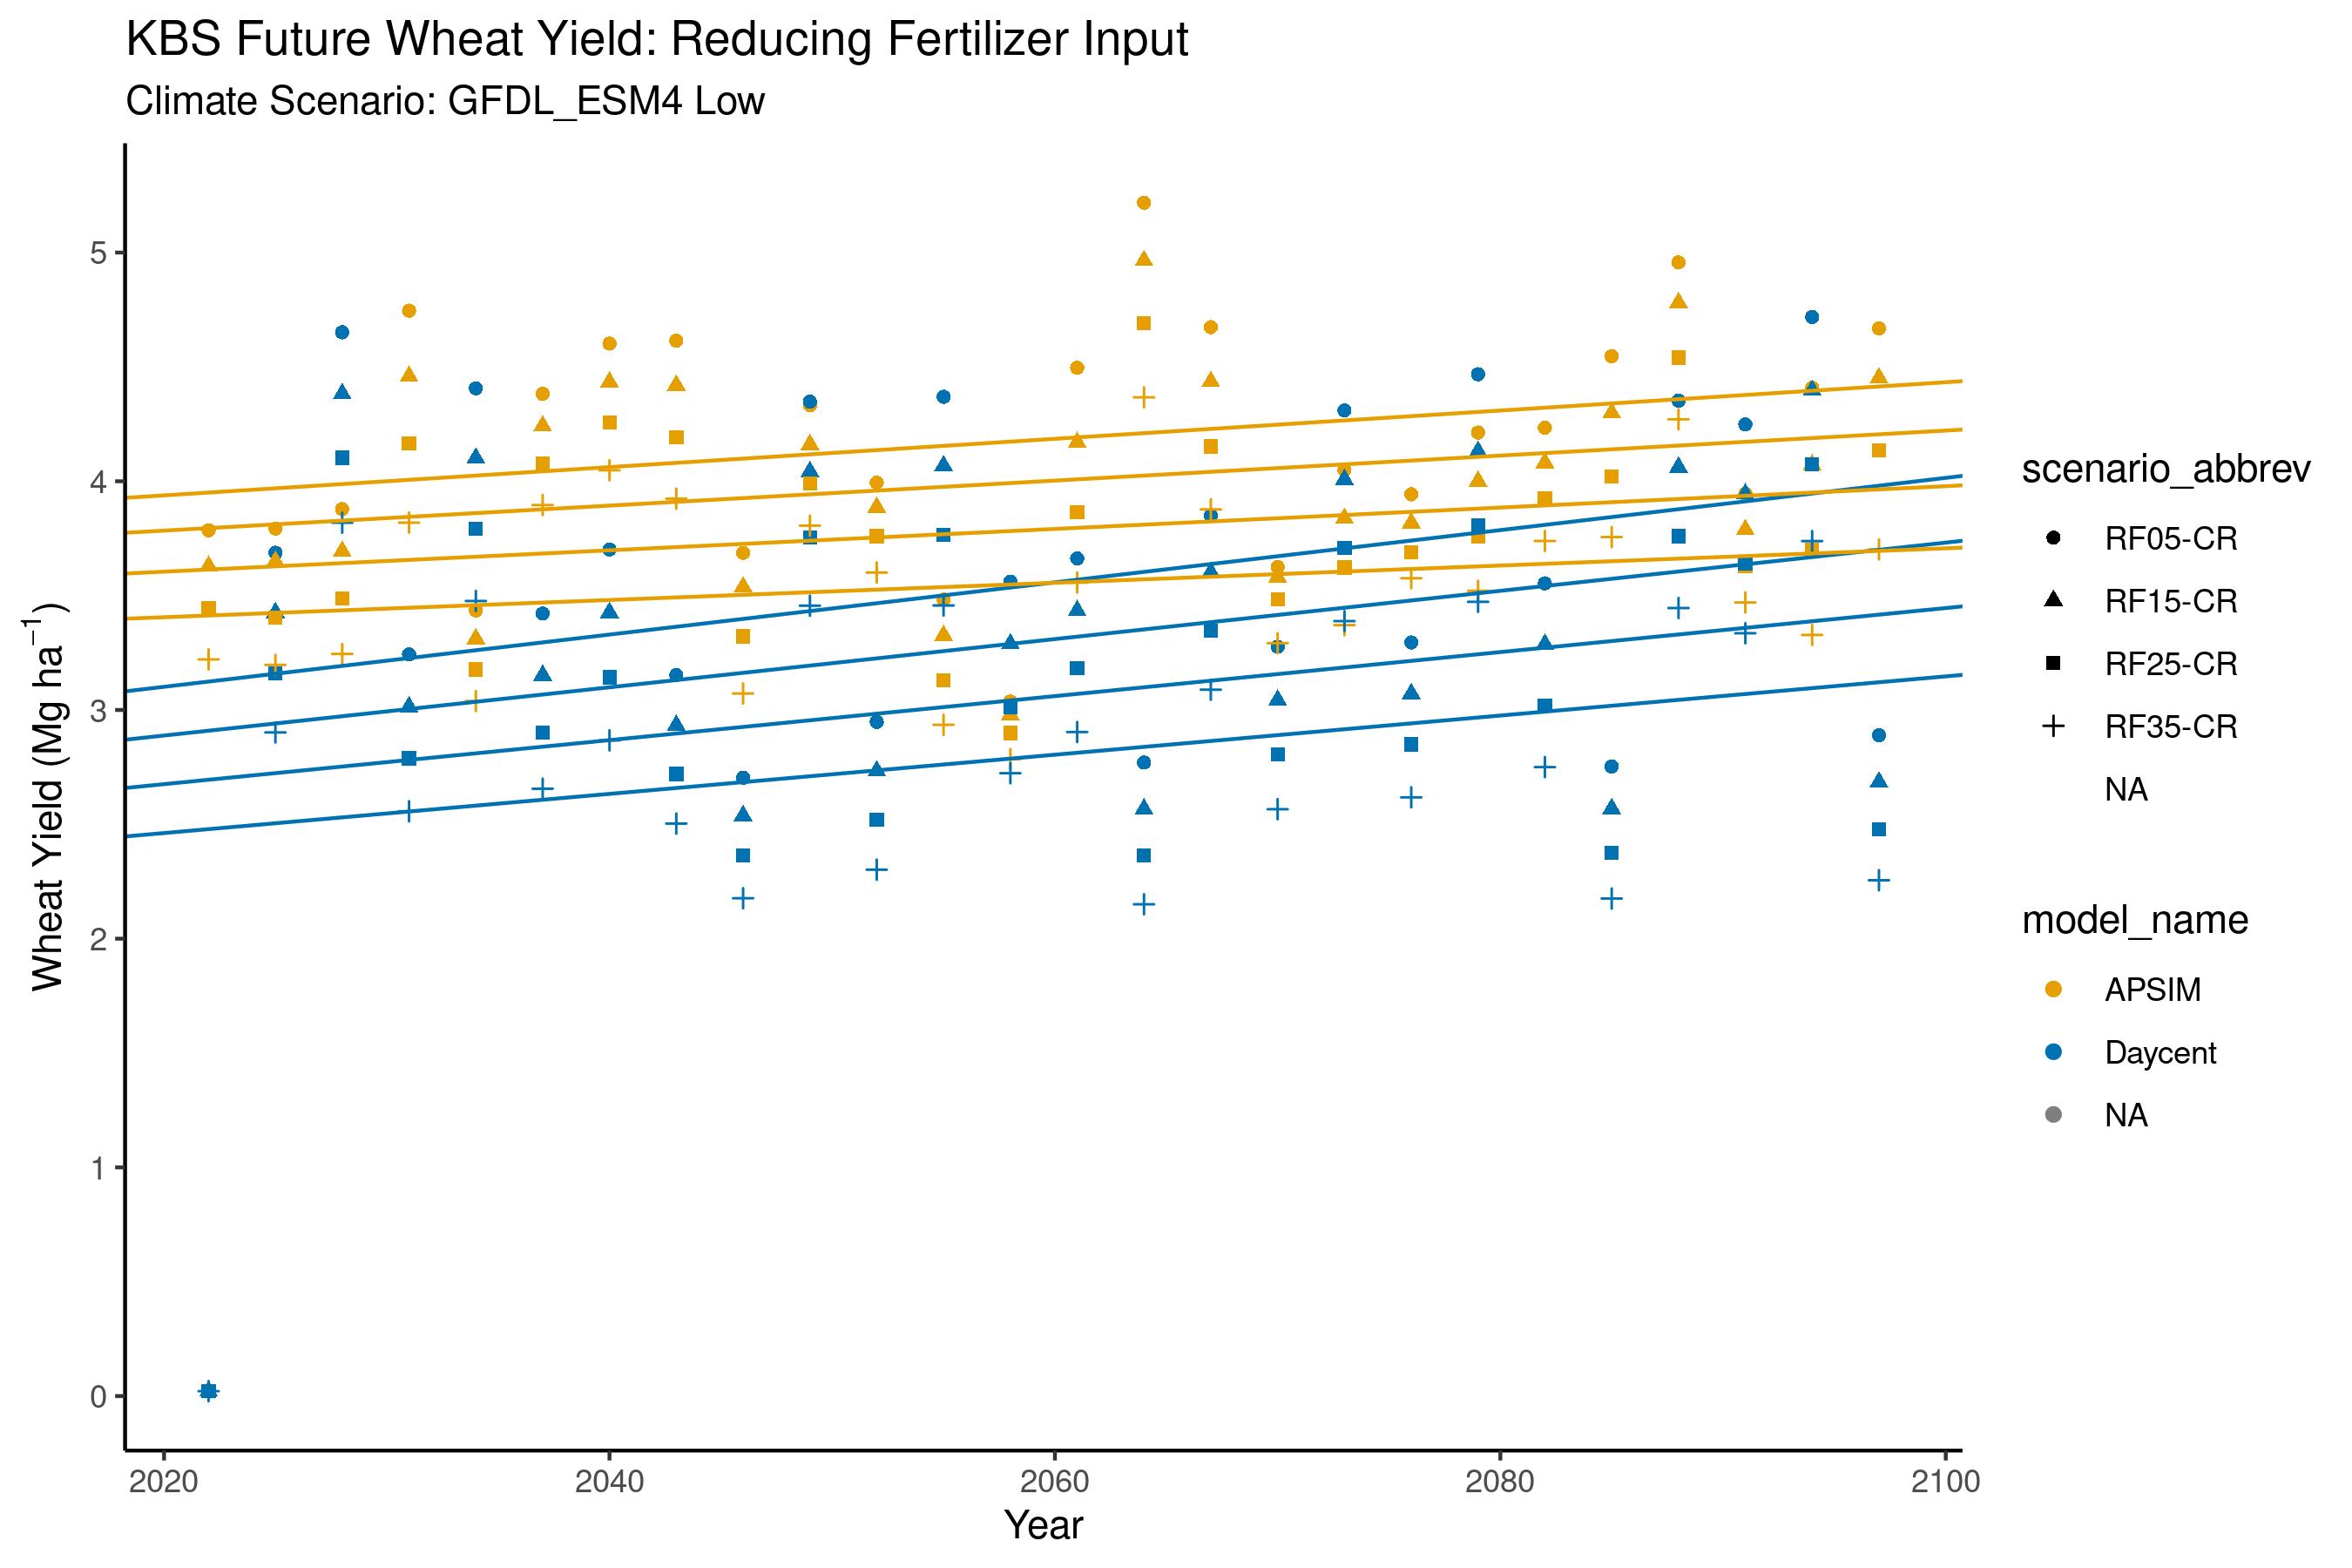 KBS Future Wheat Yield: Reducing Fertilizer Input
Climate Scenario: GFDL_ESM4 Low
Wheat Yield (Mg ha⁻¹)
5
4
3
2
1
0
2020
2040
2060
2080
2100
Year
scenario_abbrev
RF05-CR
RF15-CR
RF25-CR
RF35-CR
NA
model_name
APSIM
Daycent
NA